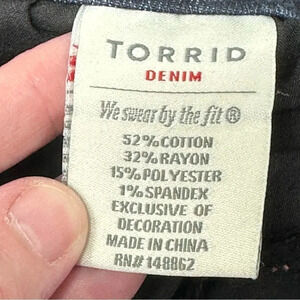 TORRID
DENIM
We swear by the fit®
52% COTTON
32% RAYON
15% POLYESTER
1% SPANDEX
EXCLUSIVE OF
DECORATION
MADE IN CHINA
RN# 148862